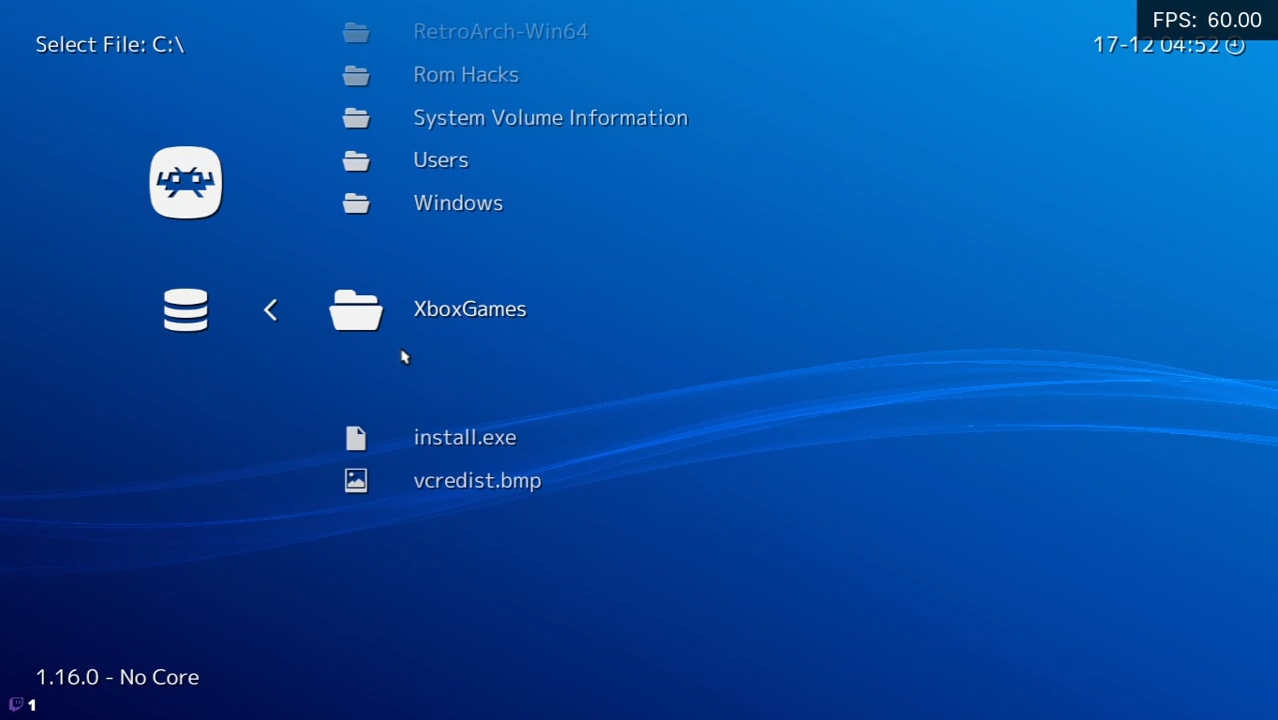 FPS: 60.00
Select File: C:\
17-12 04:52
RetroArch-Win64
Rom Hacks
System Volume Information
Users
Windows
XboxGames
install.exe
vcredist.bmp
1.16.0 - No Core
1